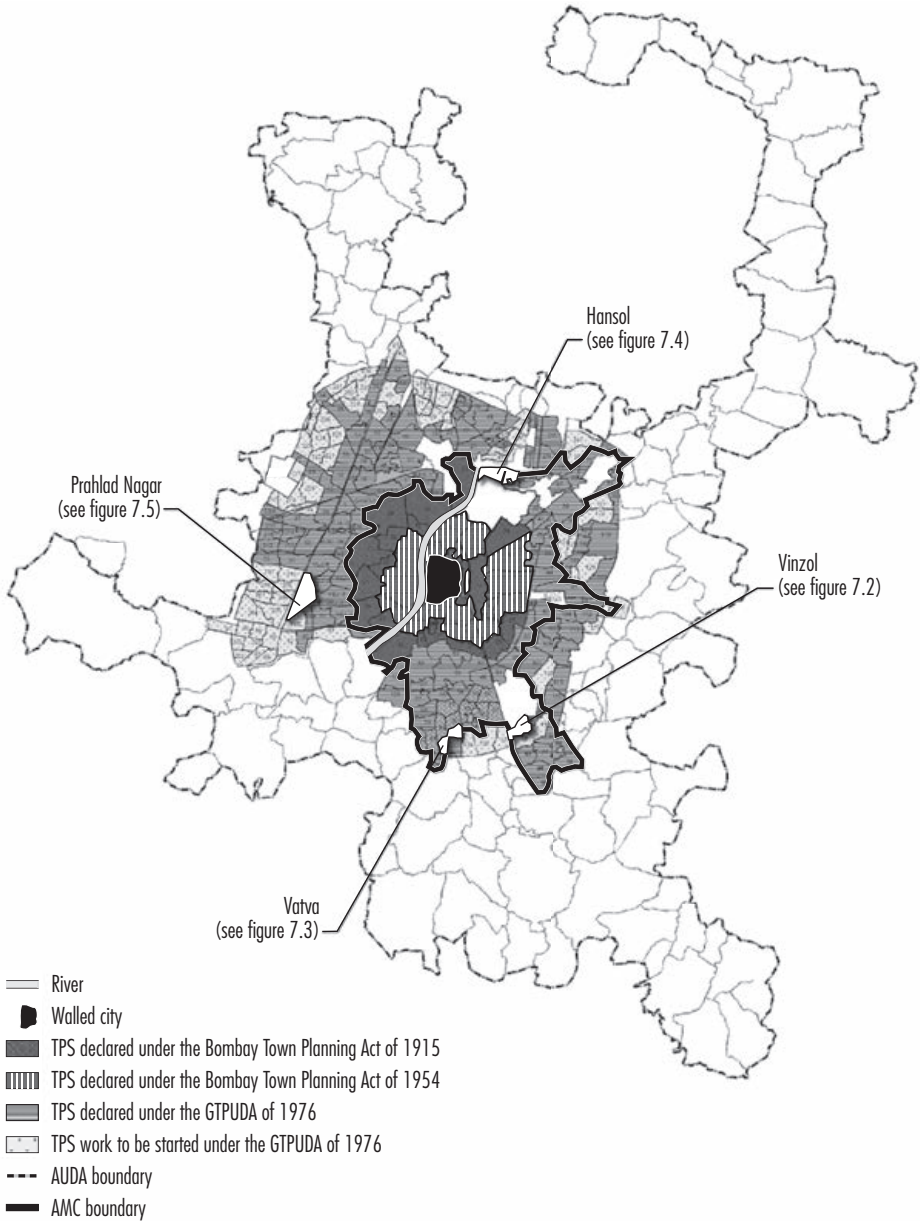 Hansol
(see figure 7.4)
Prahlad Nagar
(see figure 7.5)
Vinzol
(see figure 7.2)
Vatva
(see figure 7.3)
River
Walled city
TPS declared under the Bombay Town Planning Act of 1915
TPS declared under the Bombay Town Planning Act of 1954
TPS declared under the GTPUDA of 1976
TPS work to be started under the GTPUDA of 1976
AUDA boundary
AMC boundary